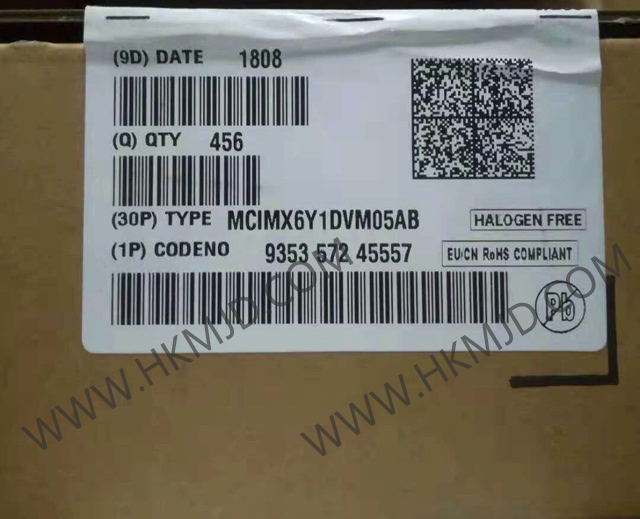 (9D) DATE 1808
(Q) QTY 456
(30P) TYPE MCIMX6Y1DVM05AB
HALOGEN FREE
(1P) CODENO 9353 572 45557
EU/CN RoHS COMPLIANT
Pb
WWW.HKMJD.COM
WWW.HKMJD.COM